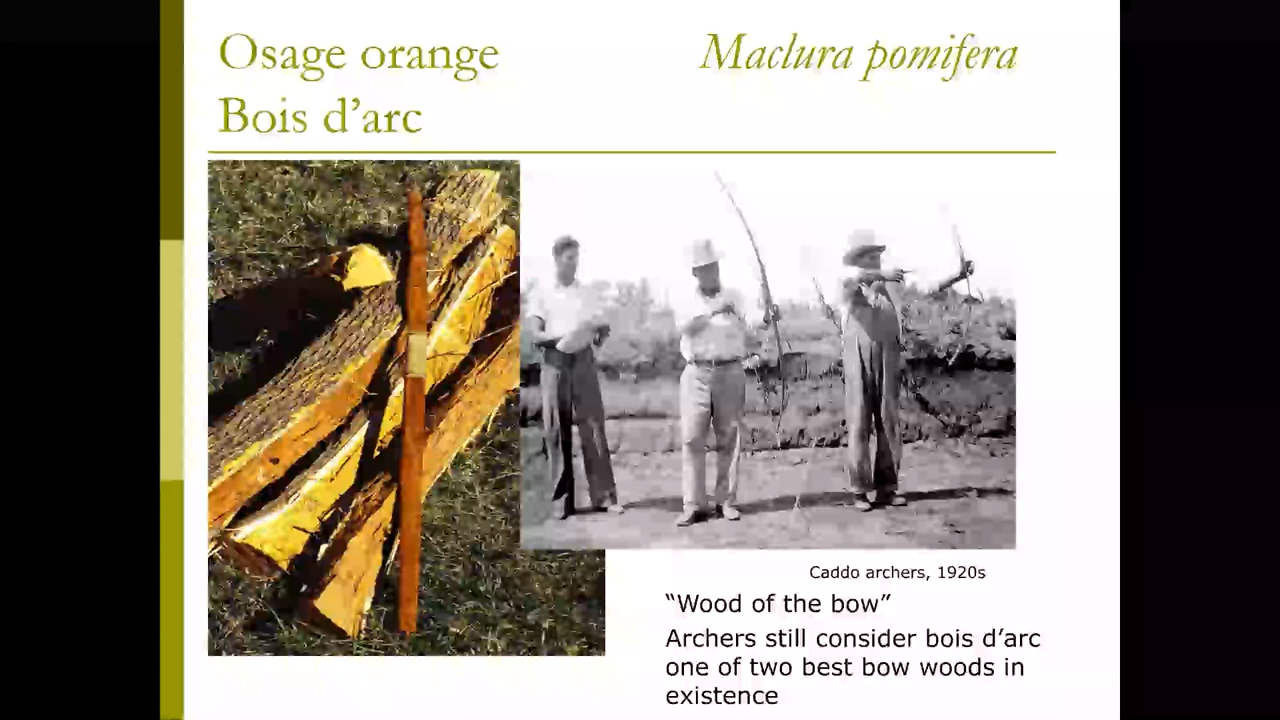 Osage orange
Maclura pomifera
Bois d’arc
Caddo archers, 1920s
“Wood of the bow”
Archers still consider bois d’arc
one of two best bow woods in
existence